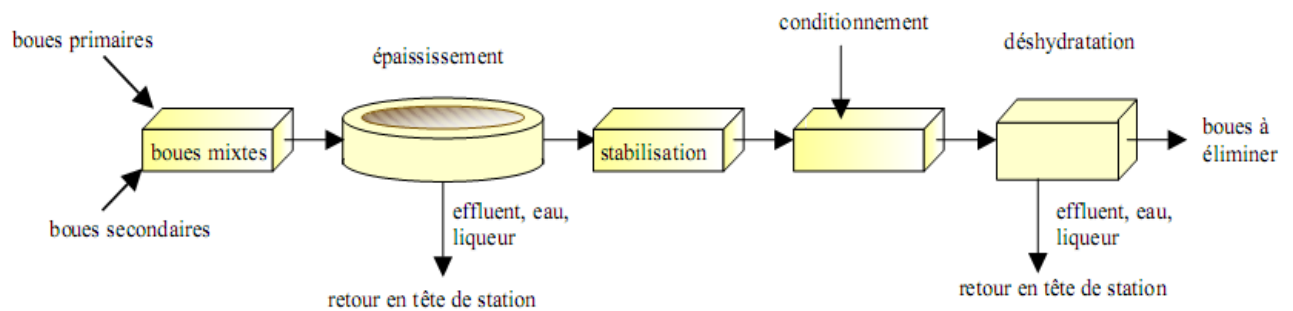 boues primaires
épaississement
conditionnement
déshydratation
boues mixtes
stabilisation
boues à
éliminer
boues secondaires
effluent, eau,
liqueur
retour en tête de station
effluent, eau,
liqueur
retour en tête de station